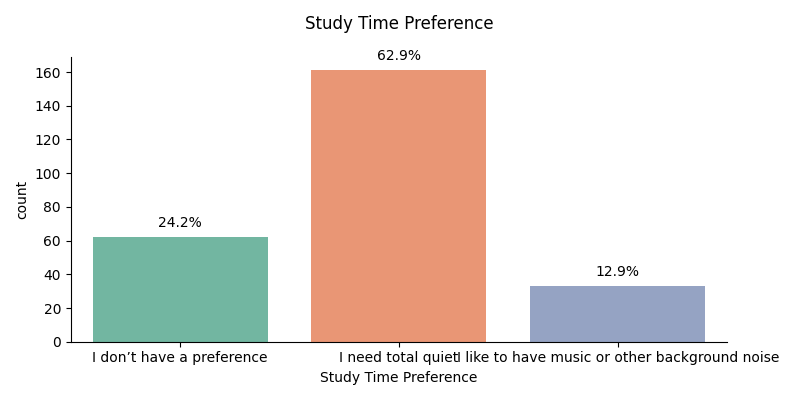 Study Time Preference
62.9%
24.2%
12.9%
count
160
140
120
100
80
60
40
20
0
I don’t have a preference
I need total quiet
I like to have music or other background noise
Study Time Preference